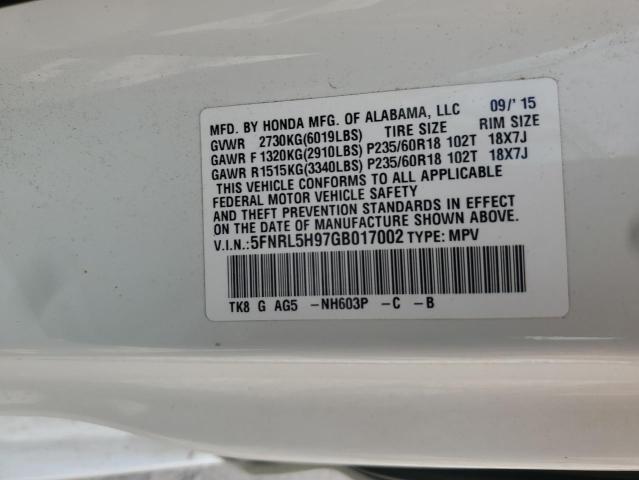 MFD. BY HONDA MFG. OF ALABAMA, LLC 09/' 15
GVWR 2730KG(6019LBS) TIRE SIZE RIM SIZE
GAWR F 1320KG(2910LBS) P235/60R18 102T 18X7J
GAWR R1515KG(3340LBS) P235/60R18 102T 18X7J
THIS VEHICLE CONFORMS TO ALL APPLICABLE
FEDERAL MOTOR VEHICLE SAFETY
AND THEFT PREVENTION STANDARDS IN EFFECT
ON THE DATE OF MANUFACTURE SHOWN ABOVE.
V.I.N.:5FNRL5H97GB017002 TYPE: MPV
TK8 G AG5 -NH603P -C -B